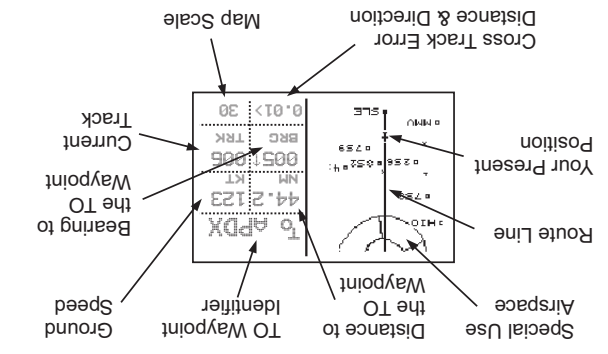 Special Use
Airspace
Distance to
the TO
Waypoint
TO Waypoint
Identifier
Ground
Speed
HIO
To APDX
44.2 123
NM KT
005↑006
BRG TRK
0.01> 30
SLE
Route Line
Your Present
Position
Bearing to
the TO
Waypoint
Current
Track
Cross Track Error
Distance & Direction
Map Scale